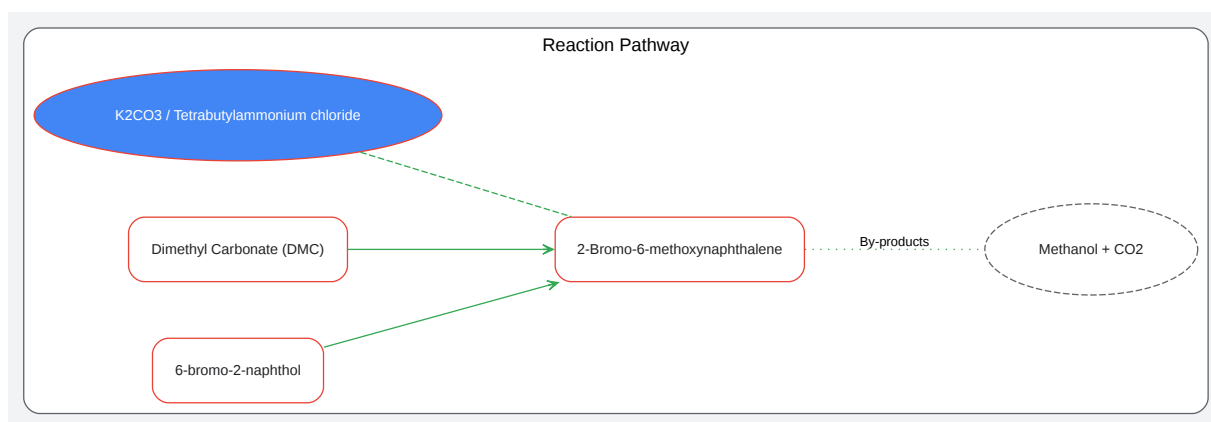 Reaction Pathway
K2CO3 / Tetrabutylammonium chloride
Dimethyl Carbonate (DMC)
2-Bromo-6-methoxynaphthalene
By-products
Methanol + CO2
6-bromo-2-naphthol